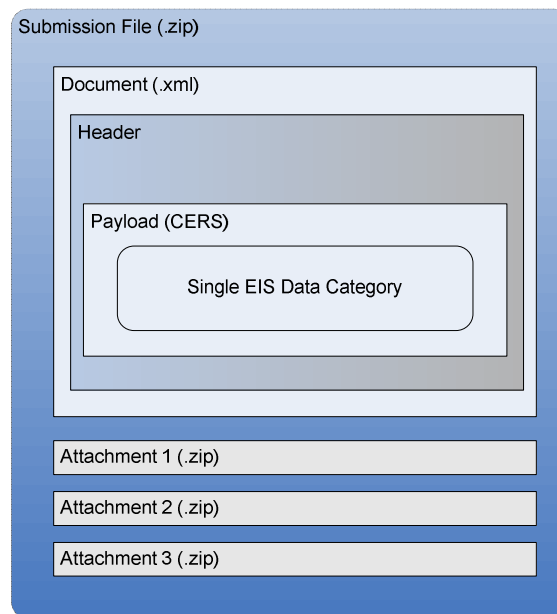 Submission File (.zip)
Document (.xml)
Header
Payload (CERS)
Single EIS Data Category
Attachment 1 (.zip)
Attachment 2 (.zip)
Attachment 3 (.zip)